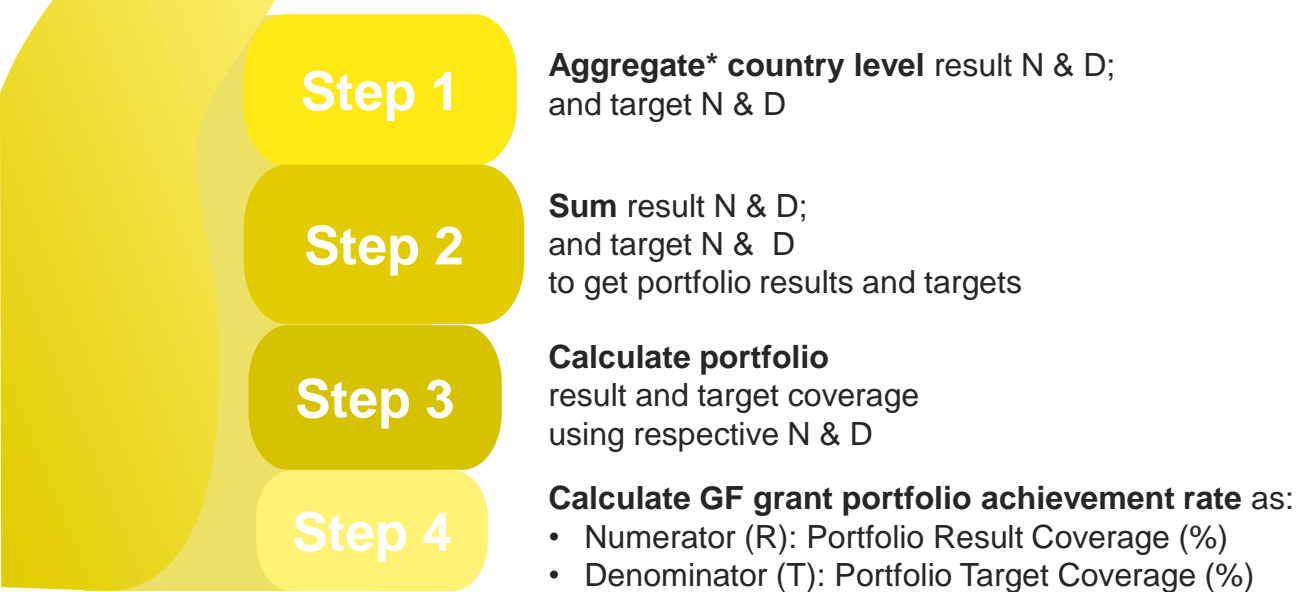 Step 1
Aggregate* country level result N & D;
and target N & D
Step 2
Sum result N & D;
and target N & D
to get portfolio results and targets
Step 3
Calculate portfolio
result and target coverage
using respective N & D
Step 4
Calculate GF grant portfolio achievement rate as:
• Numerator (R): Portfolio Result Coverage (%)
• Denominator (T): Portfolio Target Coverage (%)